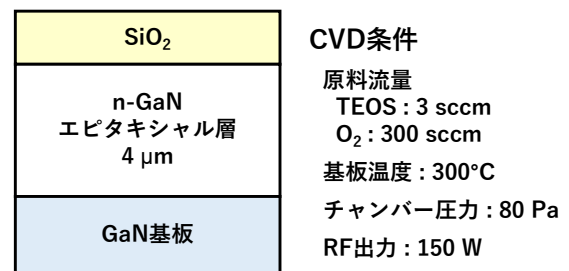 SiO₂
n-GaN
エピタキシャル層
4 μm
GaN基板
CVD条件
原料流量
TEOS : 3 sccm
O₂ : 300 sccm
基板温度 : 300°C
チャンバー圧力 : 80 Pa
RF出力 : 150 W